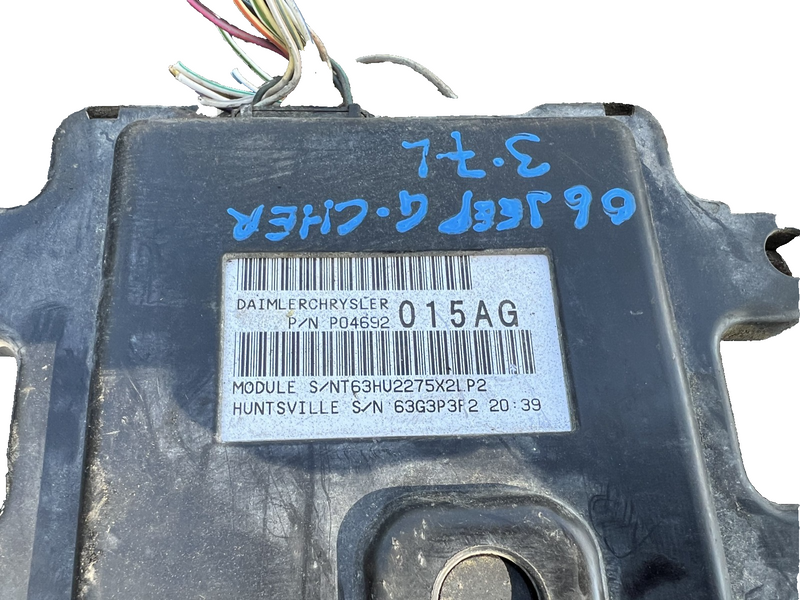 06 JEEP G.CHER
3.7L
DAIMLERCHRYSLER
P/N P04692 015AG
MODULE S/NT63HU2275X2LP2
HUNTSVILLE S/N 63G3P3F2 20:39